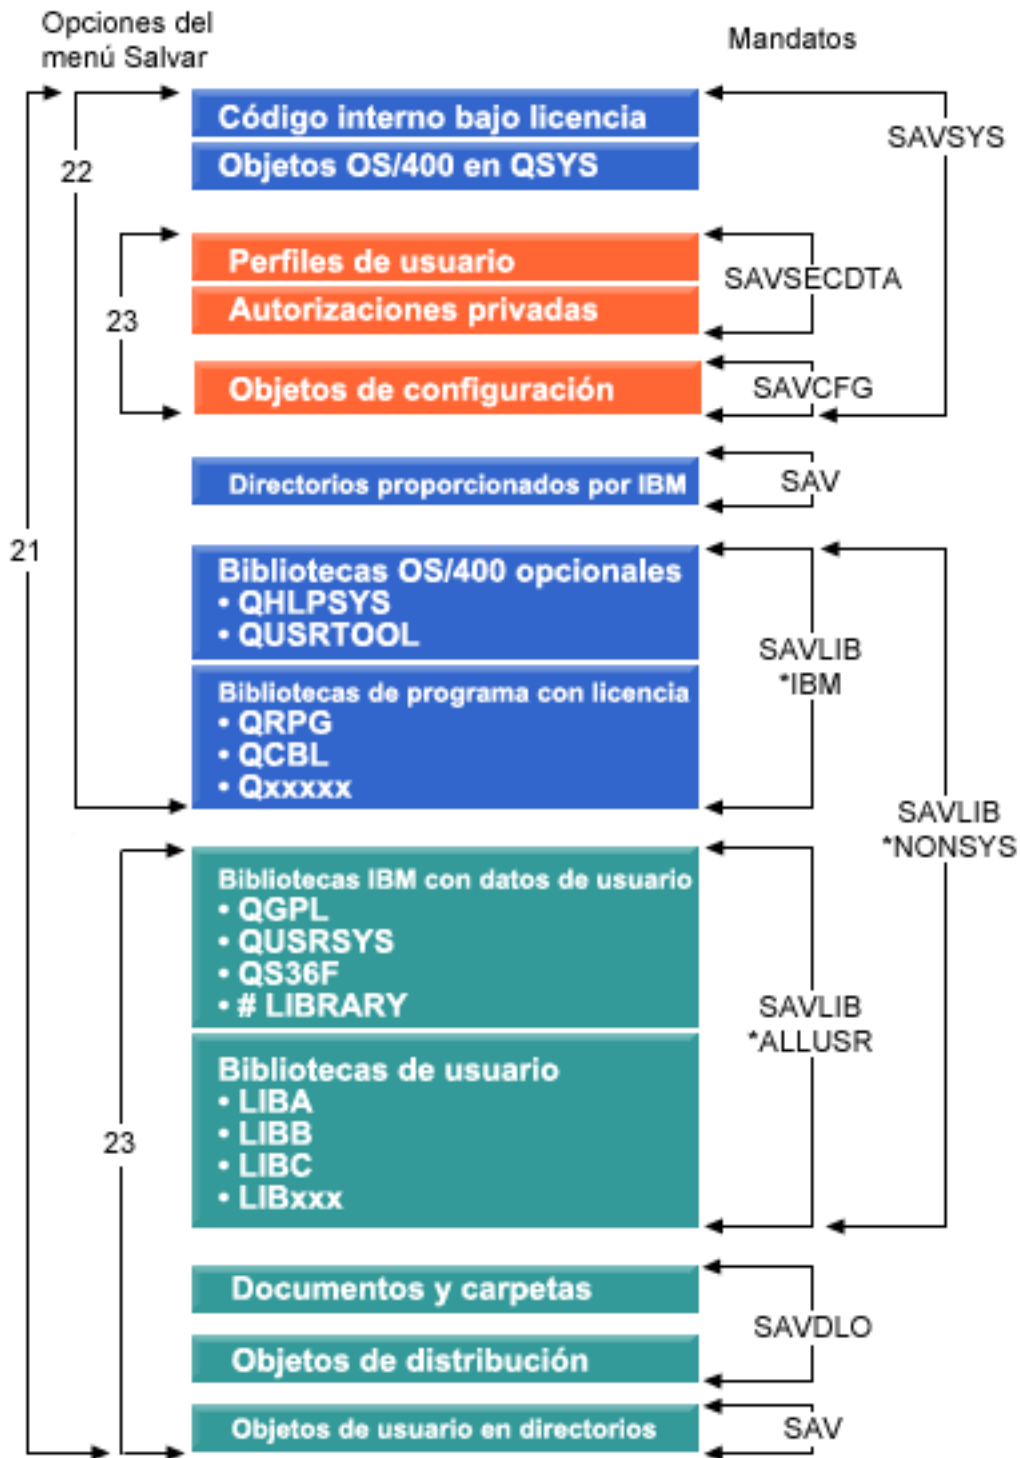 Opciones del
menú Salvar
Mandatos
Código interno bajo licencia
Objetos OS/400 en QSYS
SAVSYS
22
Perfiles de usuario
Autorizaciones privadas
SAVSECDTA
23
Objetos de configuración
SAVCFG
Directorios proporcionados por IBM
SAV
21
Bibliotecas OS/400 opcionales
• QHLPSYS
• QUSRTOOL
Bibliotecas de programa con licencia
• QRPG
• QCBL
• Qxxxxx
SAVLIB
*IBM
SAVLIB
*NONSYS
Bibliotecas IBM con datos de usuario
• QGPL
• QUSRSYS
• QS36F
• # LIBRARY
Bibliotecas de usuario
• LIBA
• LIBB
• LIBC
• LIBxxx
SAVLIB
*ALLUSR
23
Documentos y carpetas
Objetos de distribución
SAVDLO
Objetos de usuario en directorios
SAV